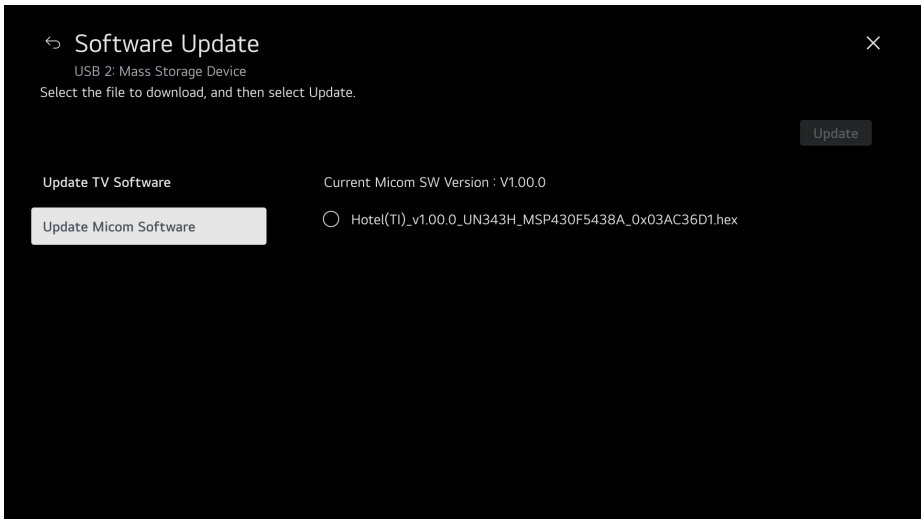 Software Update
USB 2: Mass Storage Device
Select the file to download, and then select Update.
Update
Update TV Software
Current Micom SW Version : V1.00.0
Update Micom Software
Hotel(TI)_v1.00.0_UN343H_MSP430F5438A_0x03AC36D1.hex